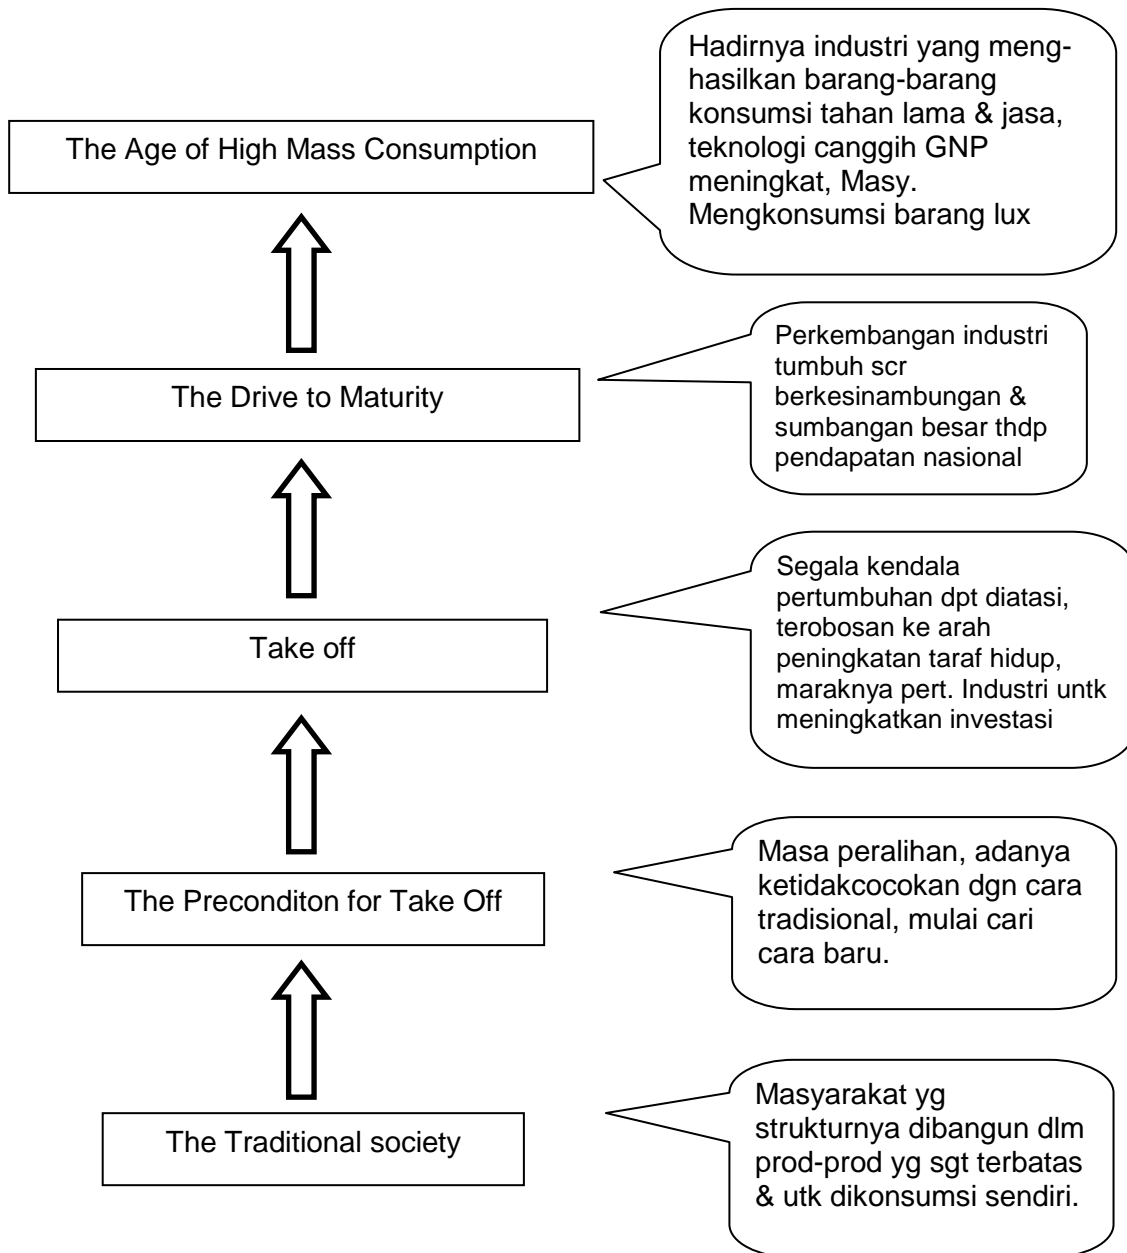 Hadirnya industri yang meng-
hasilkan barang-barang
konsumsi tahan lama & jasa,
teknologi canggih GNP
meningkat, Masy.
Mengkonsumsi barang lux
The Age of High Mass Consumption
Perkembangan industri
tumbuh scr
berkesinambungan &
sumbangan besar thdp
pendapatan nasional
The Drive to Maturity
Segala kendala
pertumbuhan dpt diatasi,
terobosan ke arah
peningkatan taraf hidup,
maraknya pert. Industri untk
meningkatkan investasi
Take off
Masa peralihan, adanya
ketidakcocokan dgn cara
tradisional, mulai cari
cara baru.
The Preconditon for Take Off
Masyarakat yg
strukturnya dibangun dlm
prod-prod yg sgt terbatas
& utk dikonsumsi sendiri.
The Traditional society